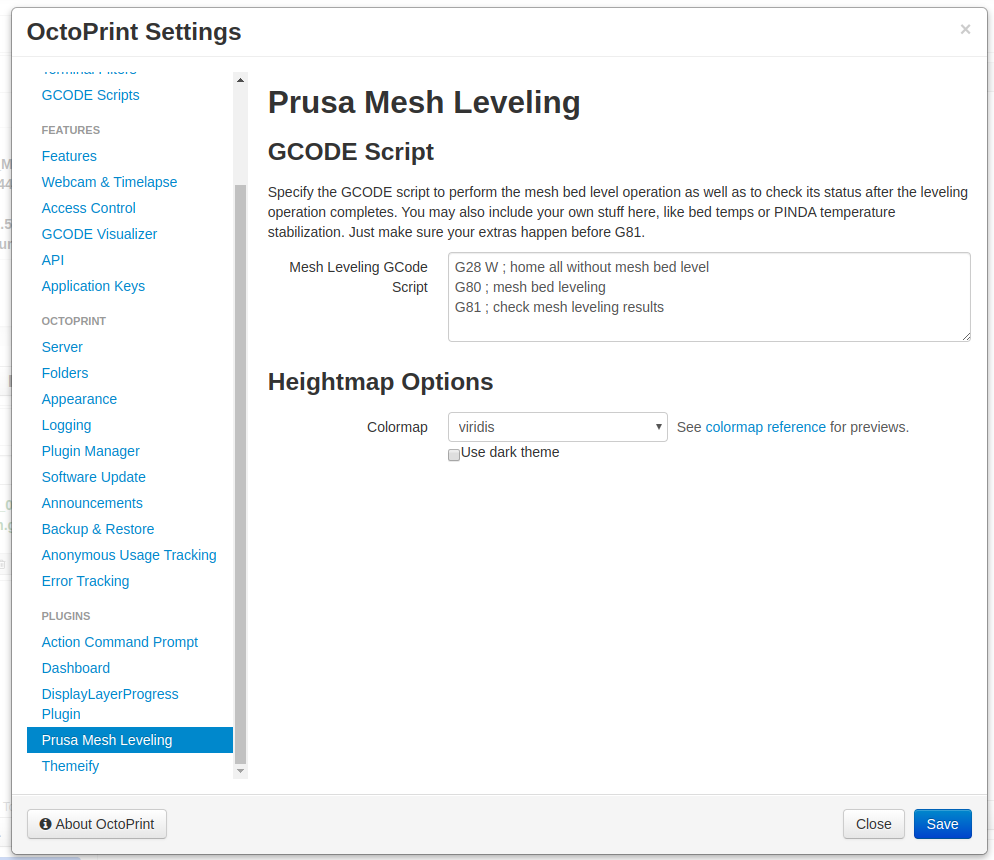 OctoPrint Settings
×
Terminal Filters
GCODE Scripts
FEATURES
Features
Webcam & Timelapse
Access Control
GCODE Visualizer
API
Application Keys
OCTOPRINT
Server
Folders
Appearance
Logging
Plugin Manager
Software Update
Announcements
Backup & Restore
Anonymous Usage Tracking
Error Tracking
PLUGINS
Action Command Prompt
Dashboard
DisplayLayerProgress
Plugin
Prusa Mesh Leveling
Themeify
Prusa Mesh Leveling
GCODE Script
Specify the GCODE script to perform the mesh bed level operation as well as to check its status after the leveling
operation completes. You may also include your own stuff here, like bed temps or PINDA temperature
stabilization. Just make sure your extras happen before G81.
Mesh Leveling GCode
Script
G28 W ; home all without mesh bed level
G80 ; mesh bed leveling
G81 ; check mesh leveling results
Heightmap Options
Colormap
viridis
See colormap reference for previews.
Use dark theme
About OctoPrint
Close
Save